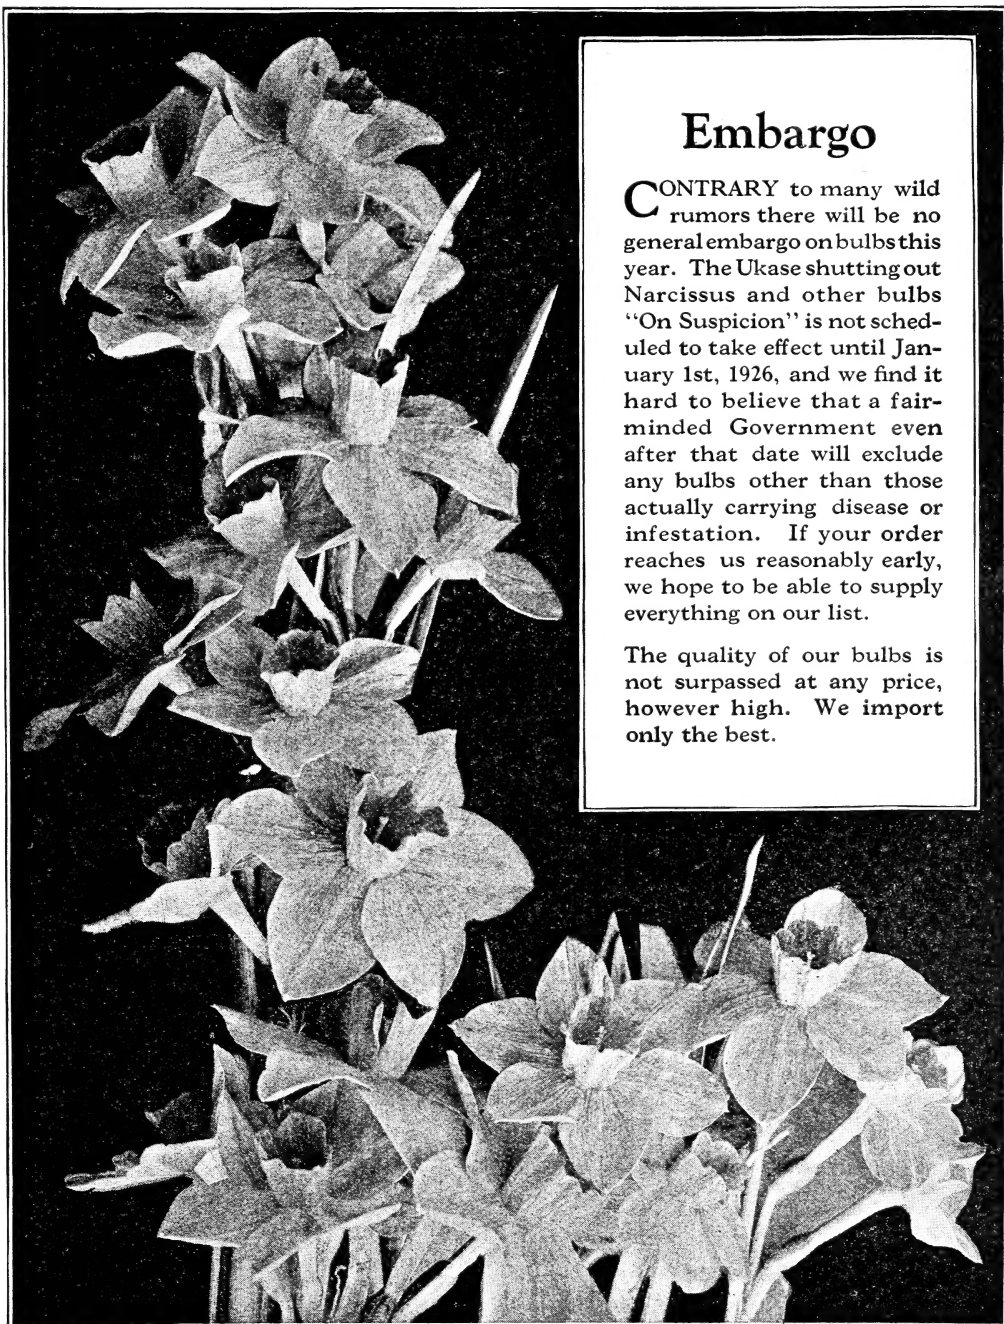 Embargo
CONTRARY to many wild
rumors there will be no
general embargo on bulbs this
year. The Ukase shutting out
Narcissus and other bulbs
“On Suspicion” is not sched-
uled to take effect until Jan-
uary 1st, 1926, and we find it
hard to believe that a fair-
minded Government even
after that date will exclude
any bulbs other than those
actually carrying disease or
infestation. If your order
reaches us reasonably early,
we hope to be able to supply
everything on our list.
The quality of our bulbs is
not surpassed at any price,
however high. We import
only the best.